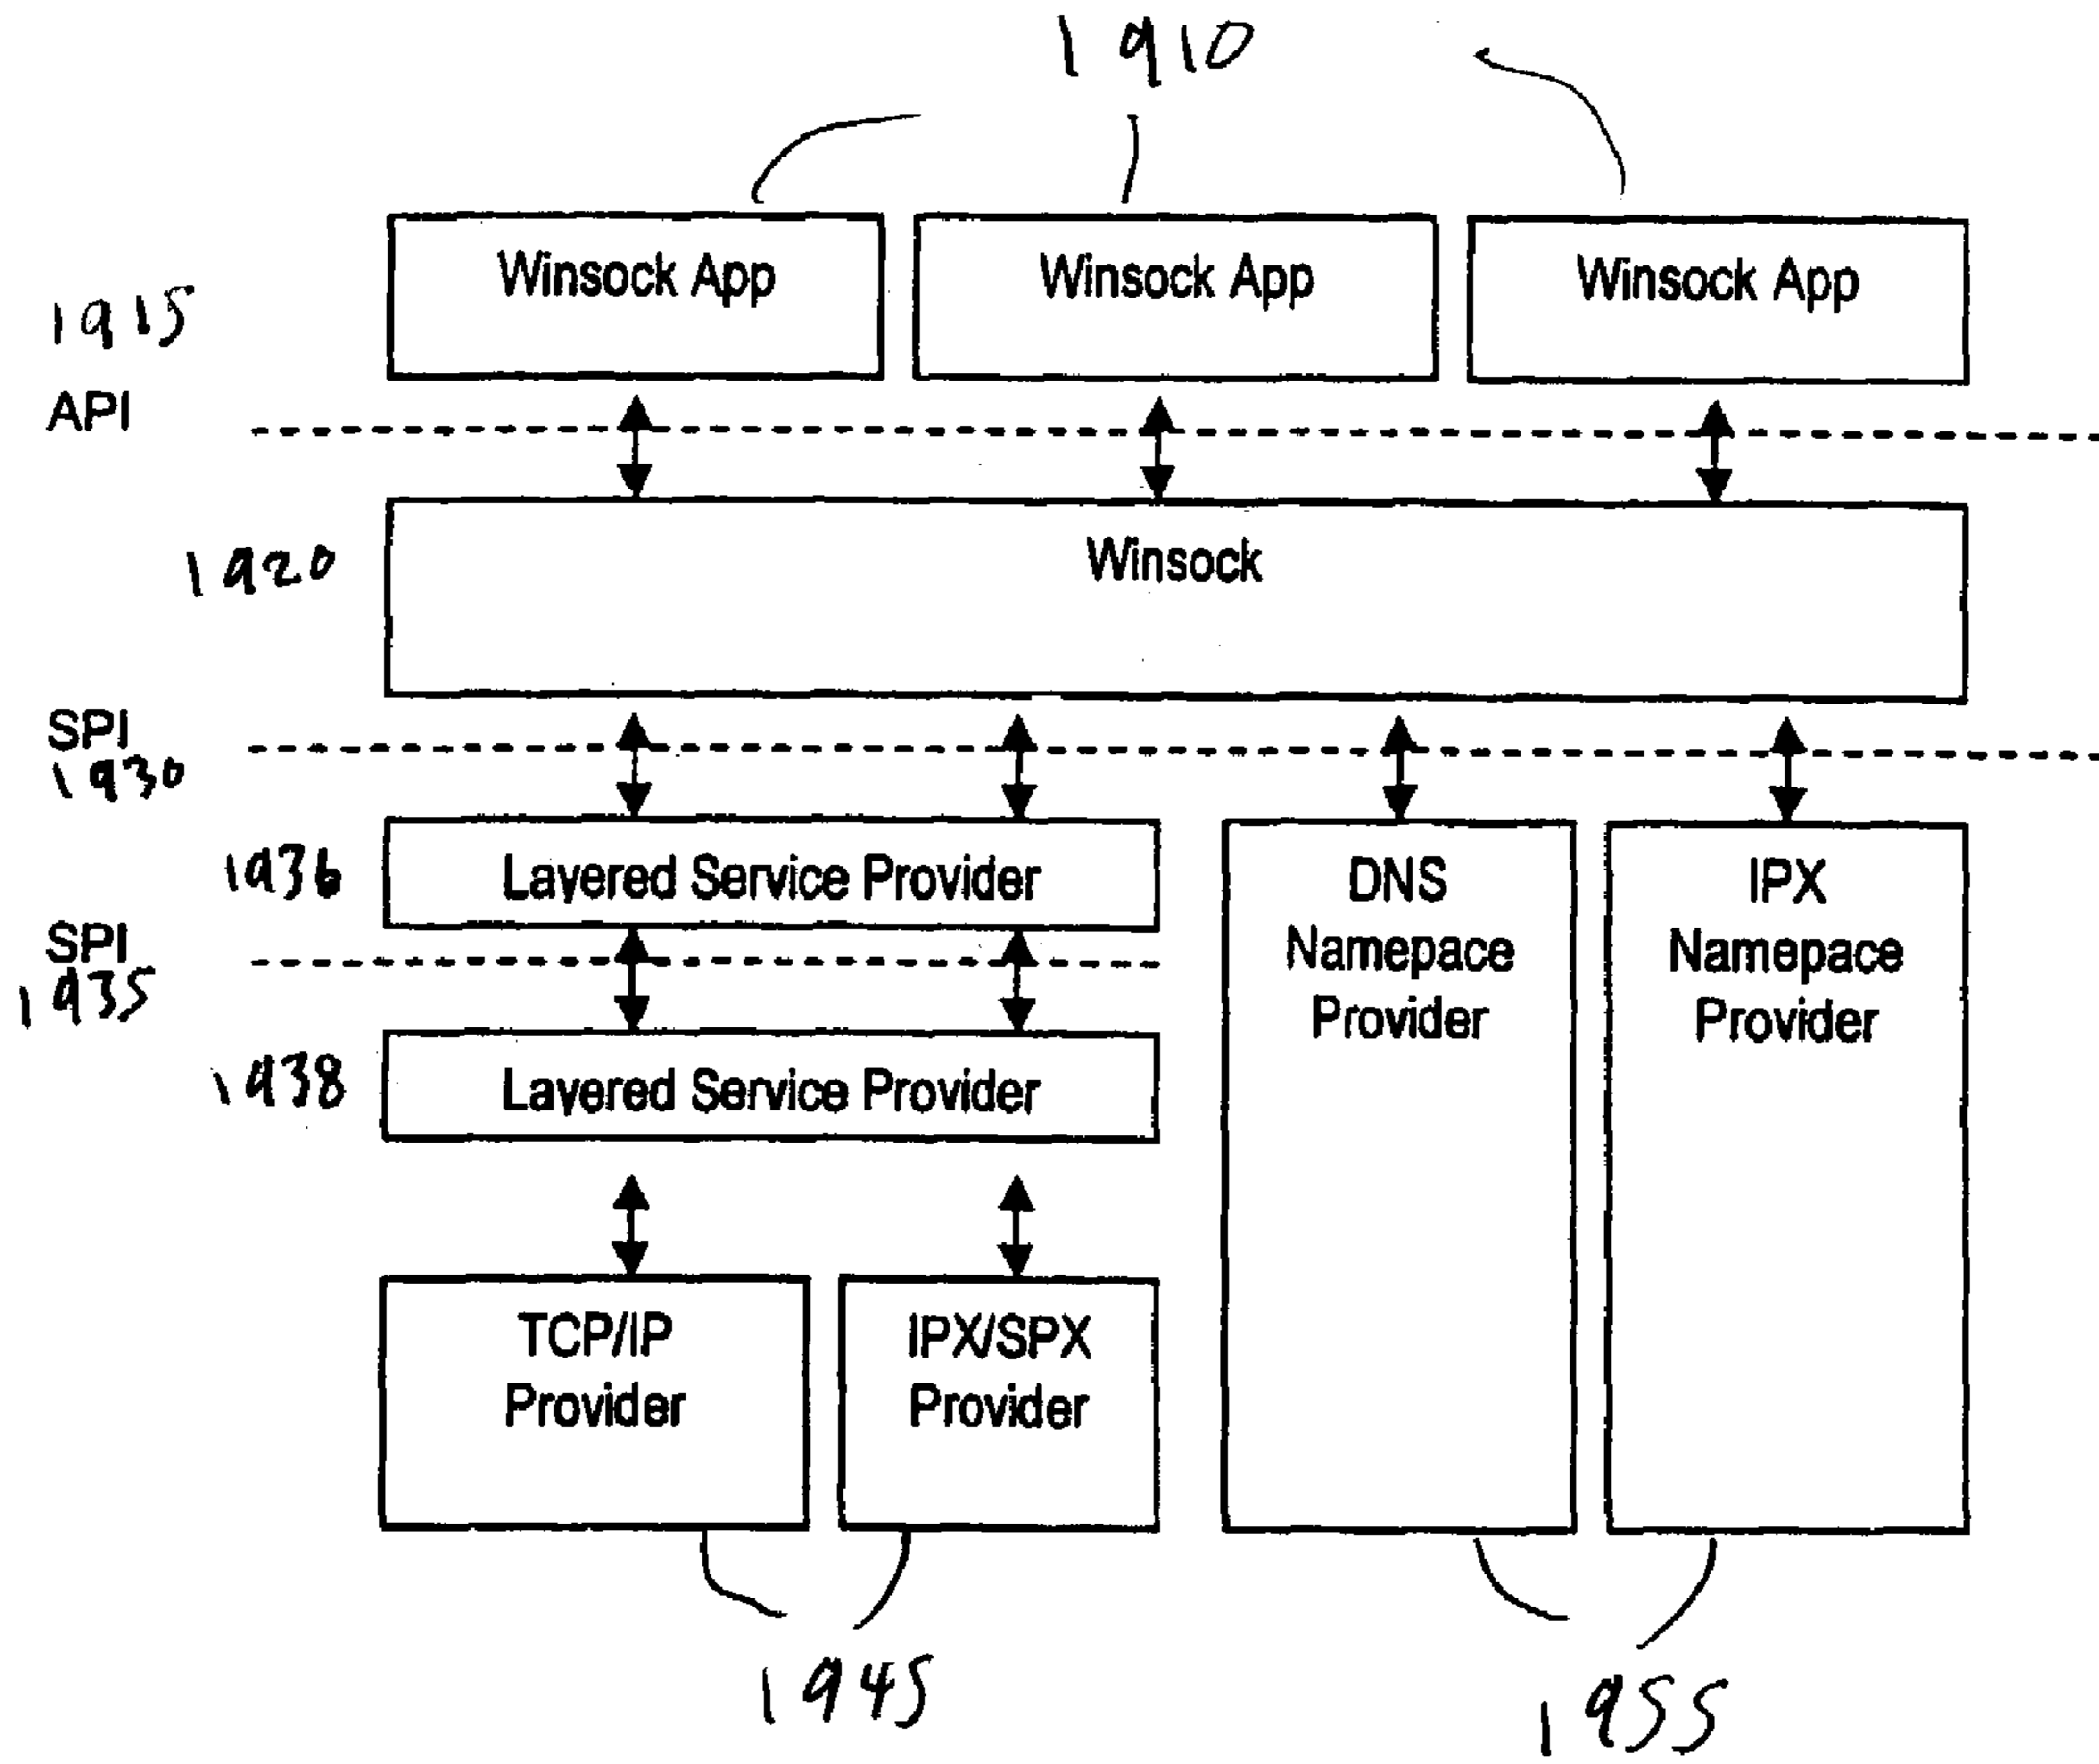 1910
Winsock App
Winsock App
Winsock App
1915
API
1920
Winsock
SPI
1930
1936
Layered Service Provider
DNS
Namepace
Provider
IPX
Namepace
Provider
SPI
1935
1938
Layered Service Provider
TCP/IP
Provider
IPX/SPX
Provider
1945
1955